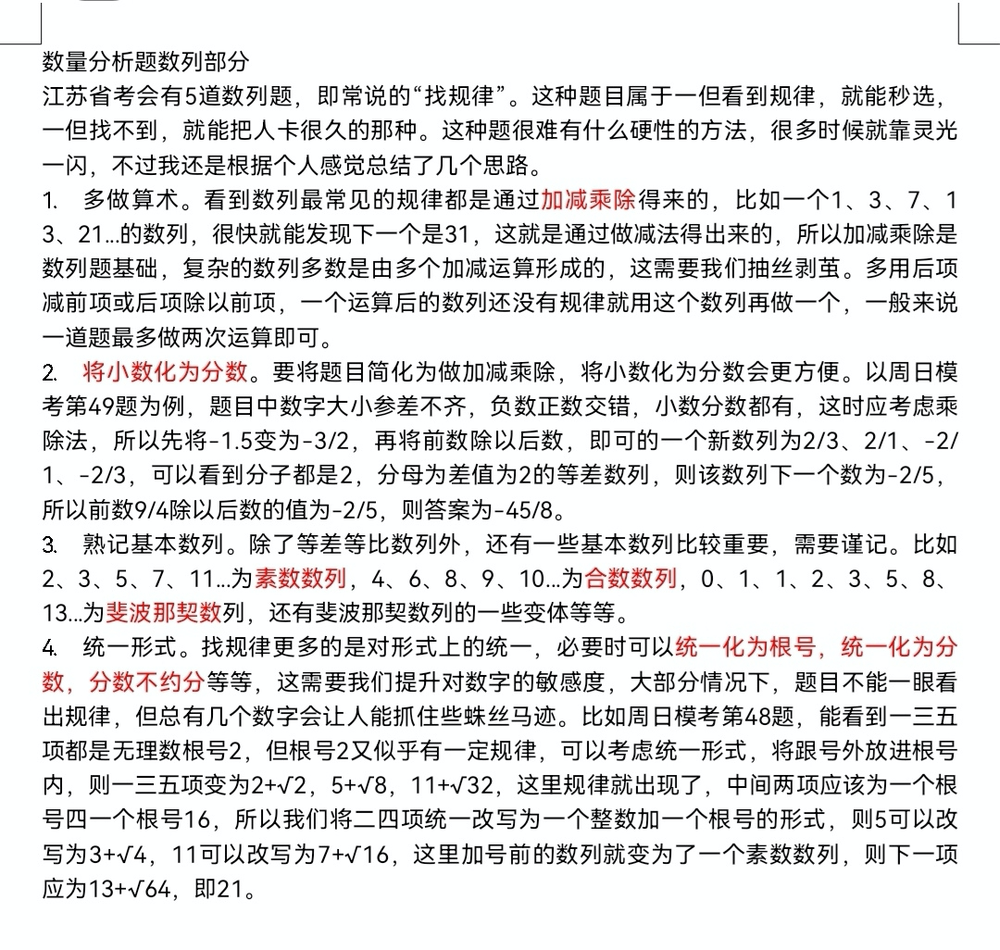 数量分析题数列部分
江苏省考会有5道数列题，即常说的“找规律”。这种题目属于一但看到规律，就能秒选，
一但找不到，就能把人卡很久的那种。这种题很难有什么硬性的方法，很多时候就靠灵光
一闪，不过我还是根据个人感觉总结了几个思路。
1. 多做算术。看到数列最常见的规律都是通过加减乘除得来的，比如一个1、3、7、1
3、21...的数列，很快就能发现下一个是31，这就是通过做减法得出来的，所以加减乘除是
数列题基础，复杂的数列多数是由多个加减运算形成的，这需要我们抽丝剥茧。多用后项
减前项或后项除以前项，一个运算后的数列还没有规律就用这个数列再做一个，一般来说
一道题最多做两次运算即可。
2. 将小数化为分数。要将题目简化为做加减乘除，将小数化为分数会更方便。以周日模
考第49题为例，题目中数字大小参差不齐，负数正数交错，小数分数都有，这时应考虑乘
除法，所以先将-1.5变为-3/2，再将前数除以后数，即可的一个新数列为2/3、2/1、-2/
1、-2/3，可以看到分子都是2，分母为差值为2的等差数列，则该数列下一个数为-2/5，
所以前数9/4除以后数的值为-2/5，则答案为-45/8。
3. 熟记基本数列。除了等差等比数列外，还有一些基本数列比较重要，需要谨记。比如
2、3、5、7、11...为素数数列，4、6、8、9、10...为合数数列，0、1、1、2、3、5、8、
13...为斐波那契数列，还有斐波那契数列的一些变体等等。
4. 统一形式。找规律更多的是对形式上的统一，必要时可以统一化为根号，统一化为分
数，分数不约分等等，这需要我们提升对数字的敏感度，大部分情况下，题目不能一眼看
出规律，但总有几个数字会让人能抓住些蛛丝马迹。比如周日模考第48题，能看到一三五
项都是无理数根号2，但根号2又似乎有一定规律，可以考虑统一形式，将跟号外放进根号
内，则一三五项变为2+√2，5+√8，11+√32，这里规律就出现了，中间两项应该为一个根
号四一个根号16，所以我们将二四项统一改写为一个整数加一个根号的形式，则5可以改
写为3+√4，11可以改写为7+√16，这里加号前的数列就变为了一个素数数列，则下一项
应为13+√64，即21。